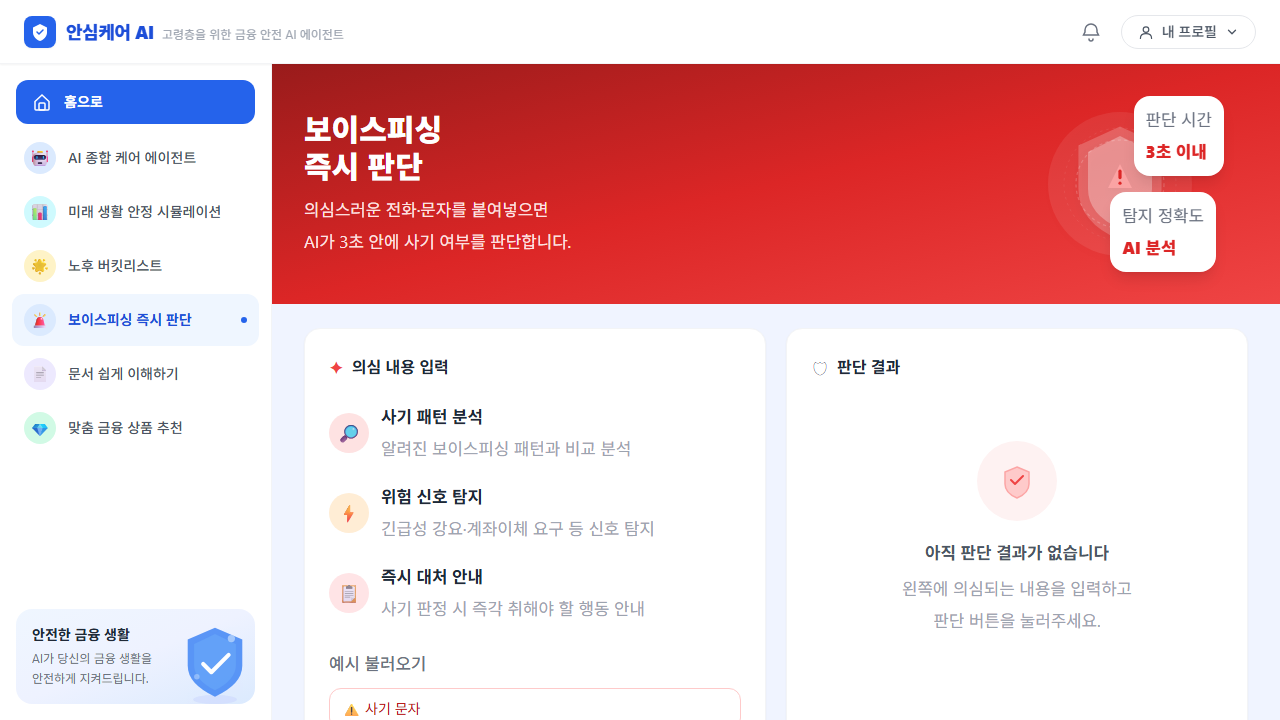 안심케어 AI 고령층을 위한 금융 안전 AI 에이전트
내 프로필
홈으로
AI 종합 케어 에이전트
미래 생활 안정 시뮬레이션
노후 버킷리스트
보이스피싱 즉시 판단
문서 쉽게 이해하기
맞춤 금융 상품 추천
안전한 금융 생활
AI가 당신의 금융 생활을
안전하게 지켜드립니다.
보이스피싱
즉시 판단
의심스러운 전화·문자를 붙여넣으면
AI가 3초 안에 사기 여부를 판단합니다.
판단 시간
3초 이내
탐지 정확도
AI 분석
의심 내용 입력
사기 패턴 분석
알려진 보이스피싱 패턴과 비교 분석
위험 신호 탐지
긴급성 강요·계좌이체 요구 등 신호 탐지
즉시 대처 안내
사기 판정 시 즉각 취해야 할 행동 안내
예시 불러오기
사기 문자
판단 결과
아직 판단 결과가 없습니다
왼쪽에 의심되는 내용을 입력하고
판단 버튼을 눌러주세요.